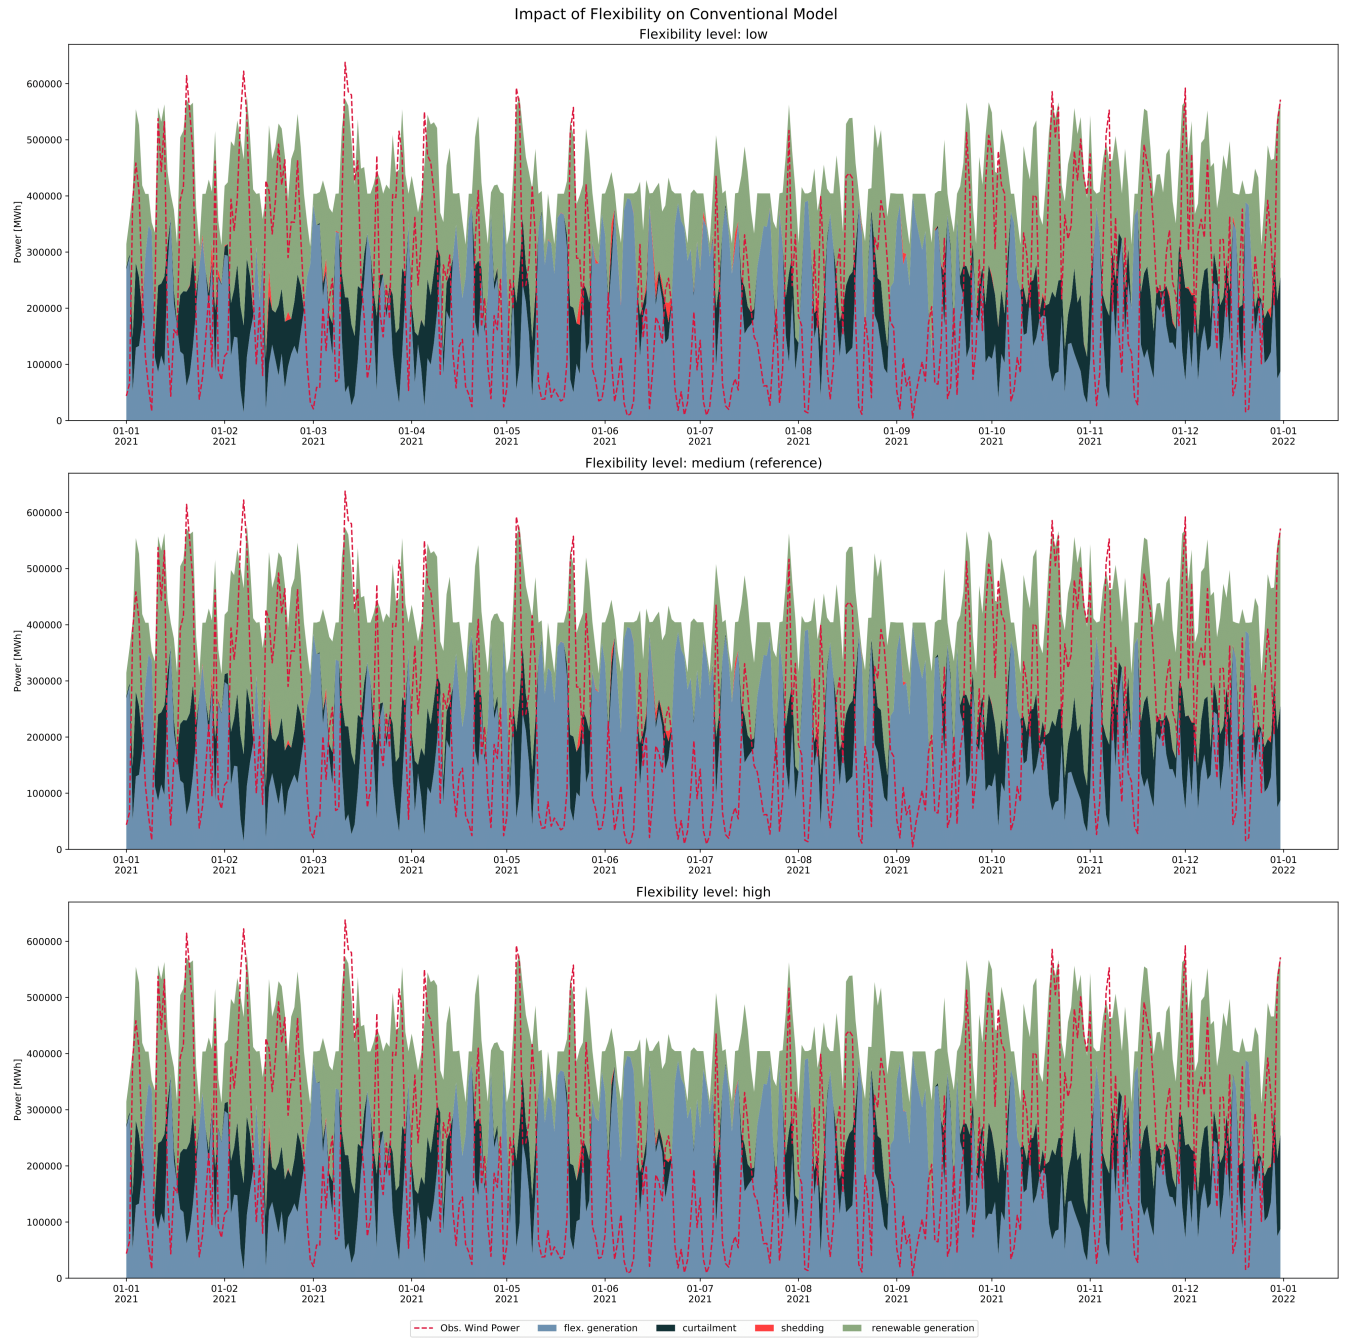 Impact of Flexibility on Conventional Model
Flexibility level: low
Power [MWh]
600000
500000
400000
300000
200000
100000
0
01-01 01-02 01-03 01-04 01-05 01-06 01-07 01-08 01-09 01-10 01-11 01-12 01-01
2021 2021 2021 2021 2021 2021 2021 2021 2021 2021 2021 2021 2022
Flexibility level: medium (reference)
Power [MWh]
600000
500000
400000
300000
200000
100000
0
01-01 01-02 01-03 01-04 01-05 01-06 01-07 01-08 01-09 01-10 01-11 01-12 01-01
2021 2021 2021 2021 2021 2021 2021 2021 2021 2021 2021 2021 2022
Flexibility level: high
Power [MWh]
600000
500000
400000
300000
200000
100000
0
01-01 01-02 01-03 01-04 01-05 01-06 01-07 01-08 01-09 01-10 01-11 01-12 01-01
2021 2021 2021 2021 2021 2021 2021 2021 2021 2021 2021 2021 2022
Obs. Wind Power flex. generation curtailment shedding renewable generation